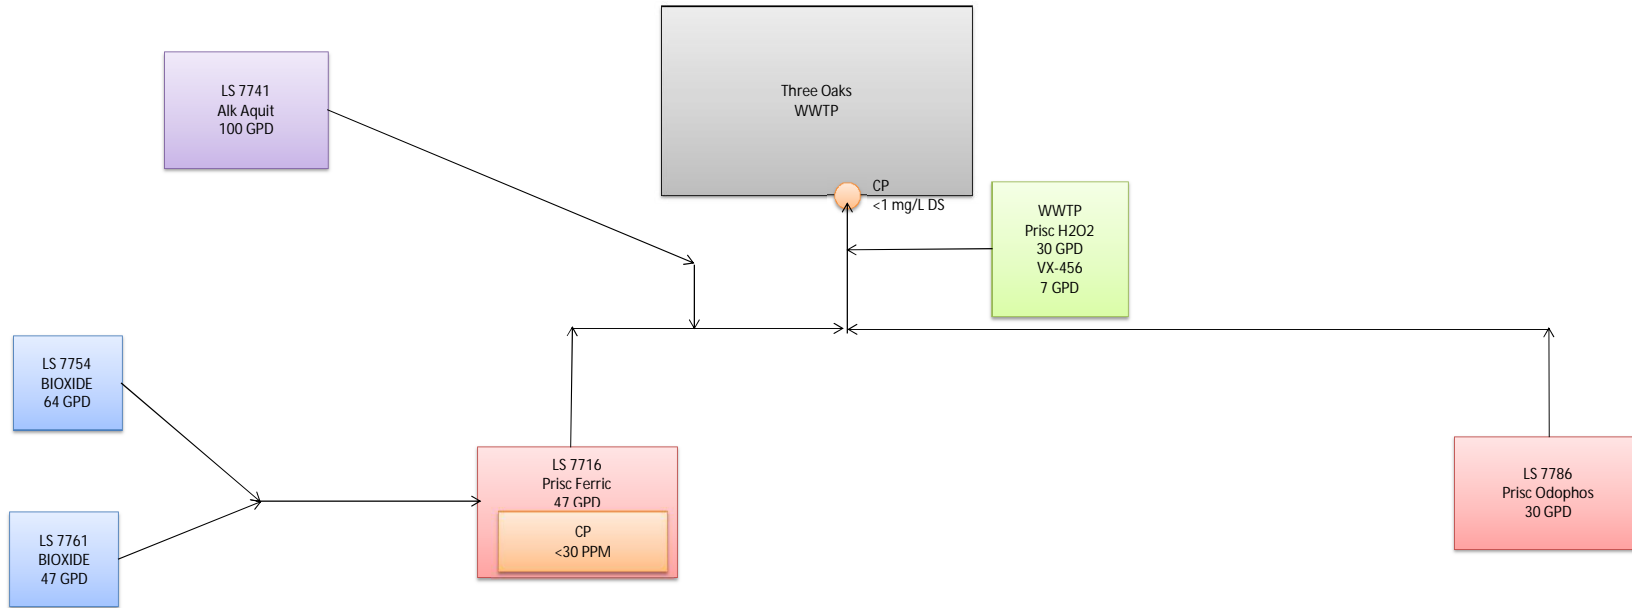 LS 7741
Alk Aquit
100 GPD
Three Oaks
WWTP
CP
<1 mg/L DS
WWTP
Prisc H2O2
30 GPD
VX-456
7 GPD
LS 7754
BIOXIDE
64 GPD
LS 7716
Prisc Ferric
47 GPD
CP
<30 PPM
LS 7786
Prisc Odophos
30 GPD
LS 7761
BIOXIDE
47 GPD